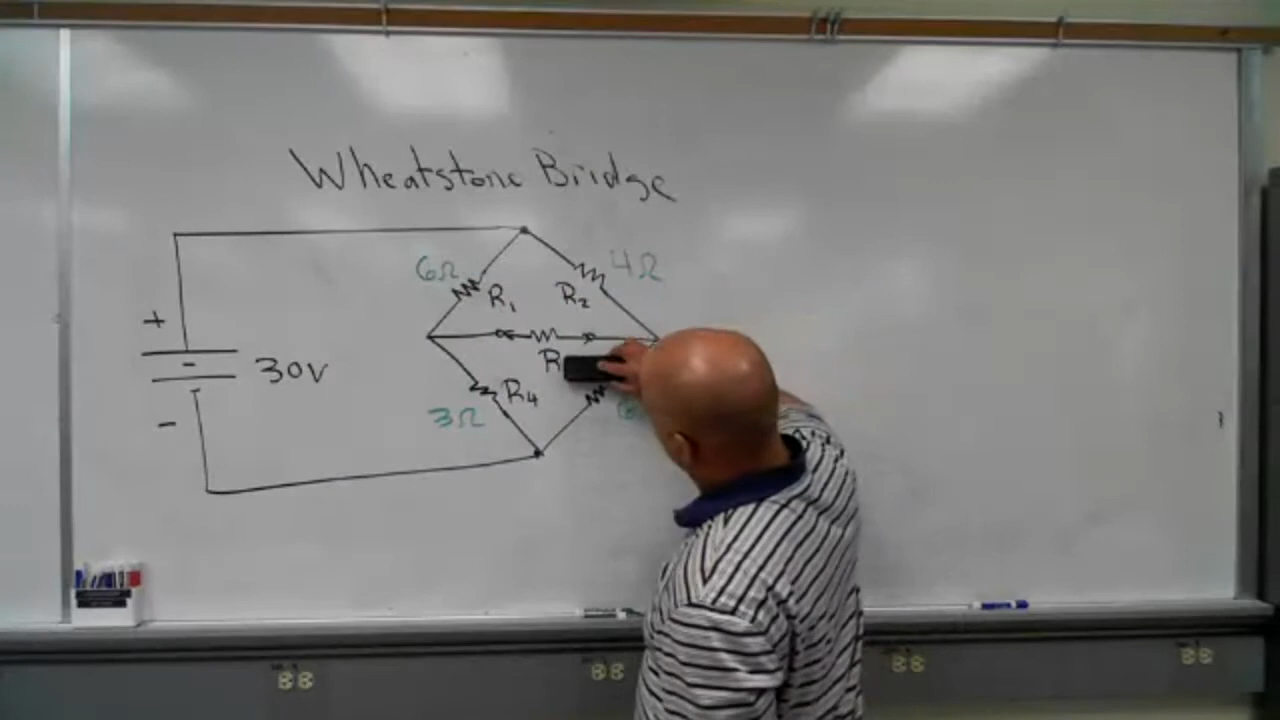 Wheatstone Bridge
6Ω
4Ω
R1
R2
+
30V
-
R
R4
3Ω